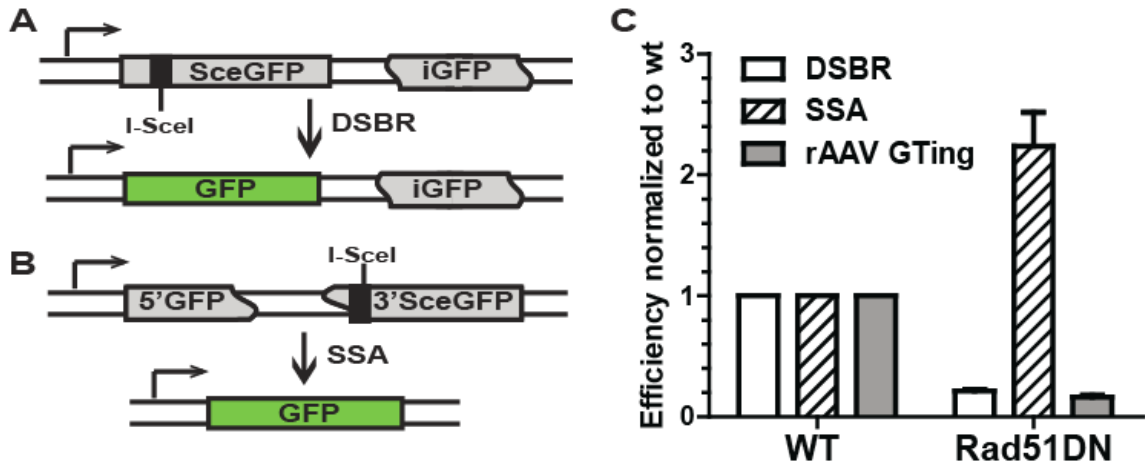 A
SceGFP iGFP
I-SceI
DSBR
GFP iGFP
B
I-SceI
5'GFP 3'SceGFP
SSA
GFP
C
Efficiency normalized to wt
3
2
1
0
DSBR
SSA
rAAV GTing
WT Rad51DN